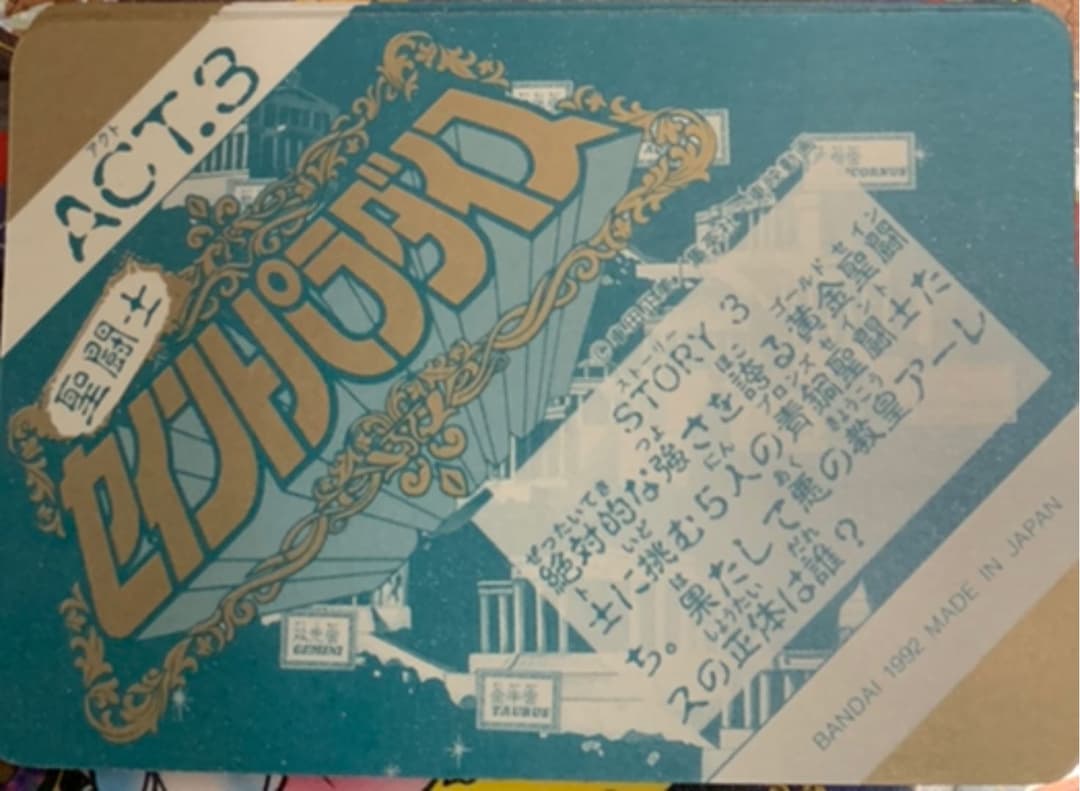 アクト
ACT.3
聖闘士
セイントパラダイス
©車田正美
ストーリー
STORY 3
ぜったいてき つよ ほこ ゴールド セイン
絶対的な強さを誇る黄金聖闘
ト いど にん ブロンズセイント
士に挑む5人の青銅聖闘士た
は あく きょうこう
ち。果たして悪の教皇アーレ
しょうたい だれ
スの正体は誰?
双児宮
GEMINI
金牛宮
TAURUS
BANDAI 1992 MADE IN JAPAN